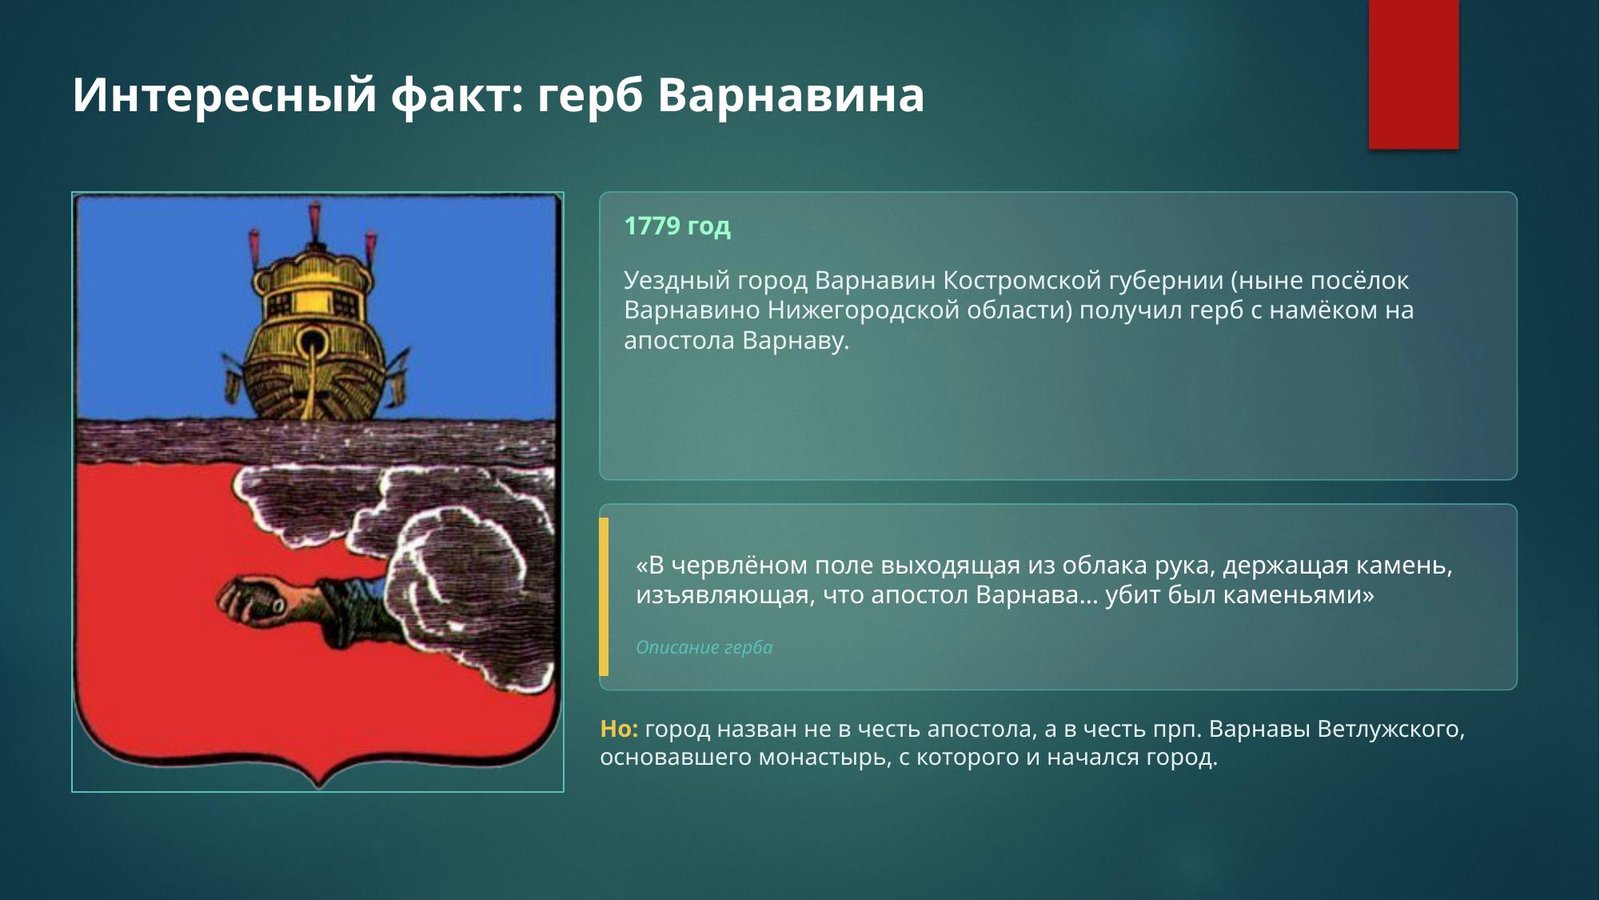 Интересный факт: герб Варнавина
1779 год
Уездный город Варнавин Костромской губернии (ныне посёлок
Варнавино Нижегородской области) получил герб с намёком на
апостола Варнаву.
«В червлёном поле выходящая из облака рука, держащая камень,
изъявляющая, что апостол Варнава... убит был каменьями»
Описание герба
Но: город назван не в честь апостола, а в честь прп. Варнавы Ветлужского,
основавшего монастырь, с которого и начался город.